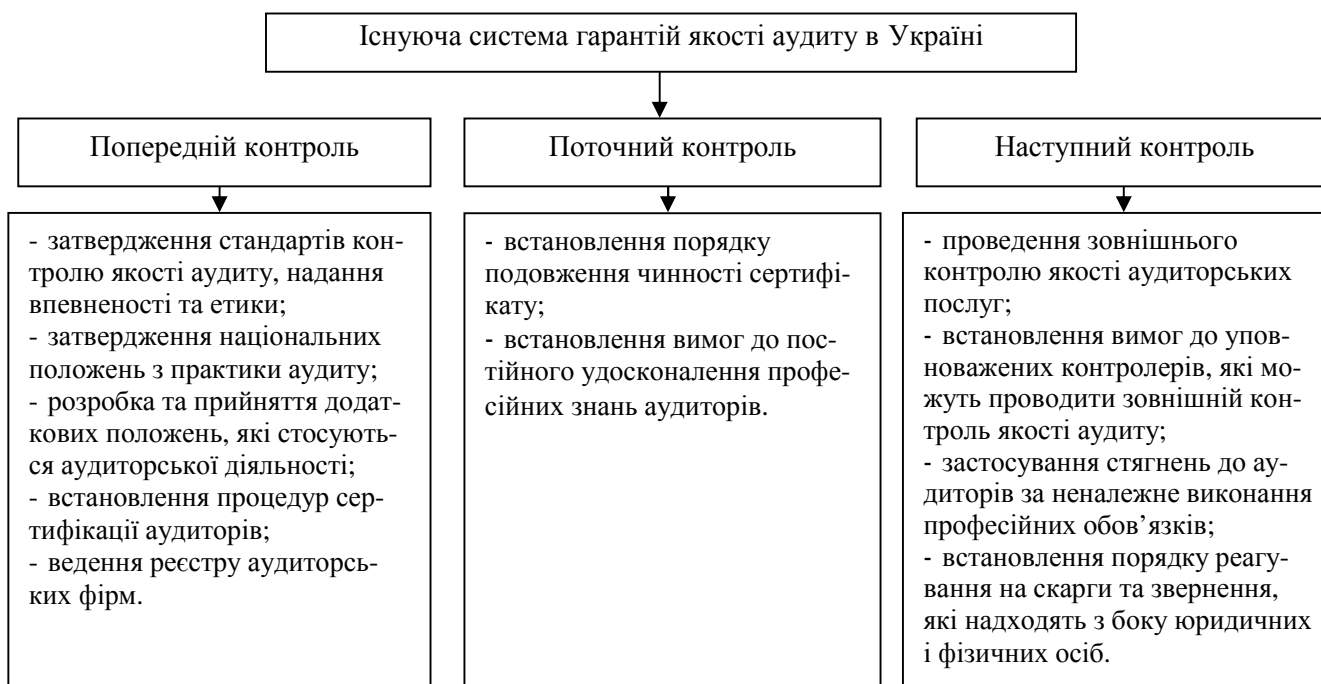 Існуюча система гарантій якості аудиту в Україні
Попередній контроль
- затвердження стандартів кон-
тролю якості аудиту, надання
впевненості та етики;
- затвердження національних
положень з практики аудиту;
- розробка та прийняття додат-
кових положень, які стосують-
ся аудиторської діяльності;
- встановлення процедур сер-
тифікації аудиторів;
- ведення реєстру аудиторсь-
ких фірм.
Поточний контроль
- встановлення порядку
подовження чинності сертифі-
кату;
- встановлення вимог до пос-
тійного удосконалення профе-
сійних знань аудиторів.
Наступний контроль
- проведення зовнішнього
контролю якості аудиторських
послуг;
- встановлення вимог до упов-
новажених контролерів, які мо-
жуть проводити зовнішній кон-
троль якості аудиту;
- застосування стягнень до ау-
диторів за неналежне виконання
професійних обов’язків;
- встановлення порядку реагу-
вання на скарги та звернення,
які надходять з боку юридичних
і фізичних осіб.